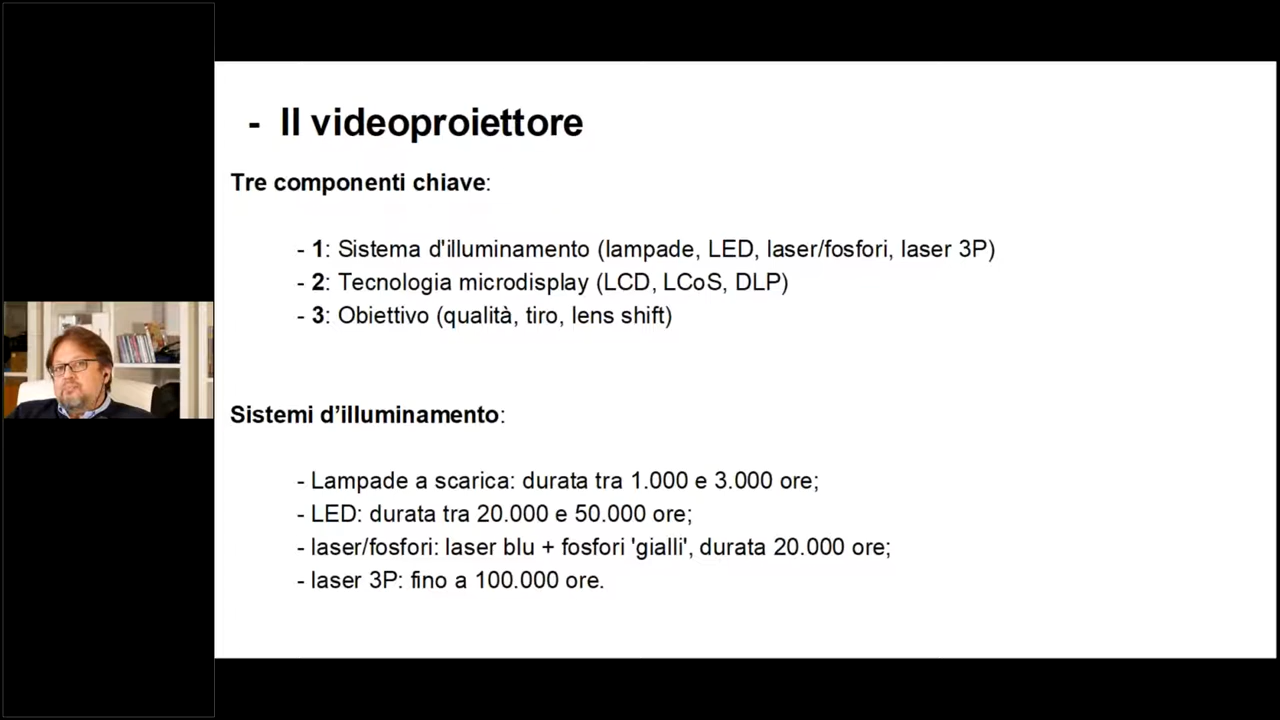 - Il videoproiettore
Tre componenti chiave:
- 1: Sistema d'illuminamento (lampade, LED, laser/fosfori, laser 3P)
- 2: Tecnologia microdisplay (LCD, LCoS, DLP)
- 3: Obiettivo (qualità, tiro, lens shift)
Sistemi d’illuminamento:
- Lampade a scarica: durata tra 1.000 e 3.000 ore;
- LED: durata tra 20.000 e 50.000 ore;
- laser/fosfori: laser blu + fosfori 'gialli', durata 20.000 ore;
- laser 3P: fino a 100.000 ore.